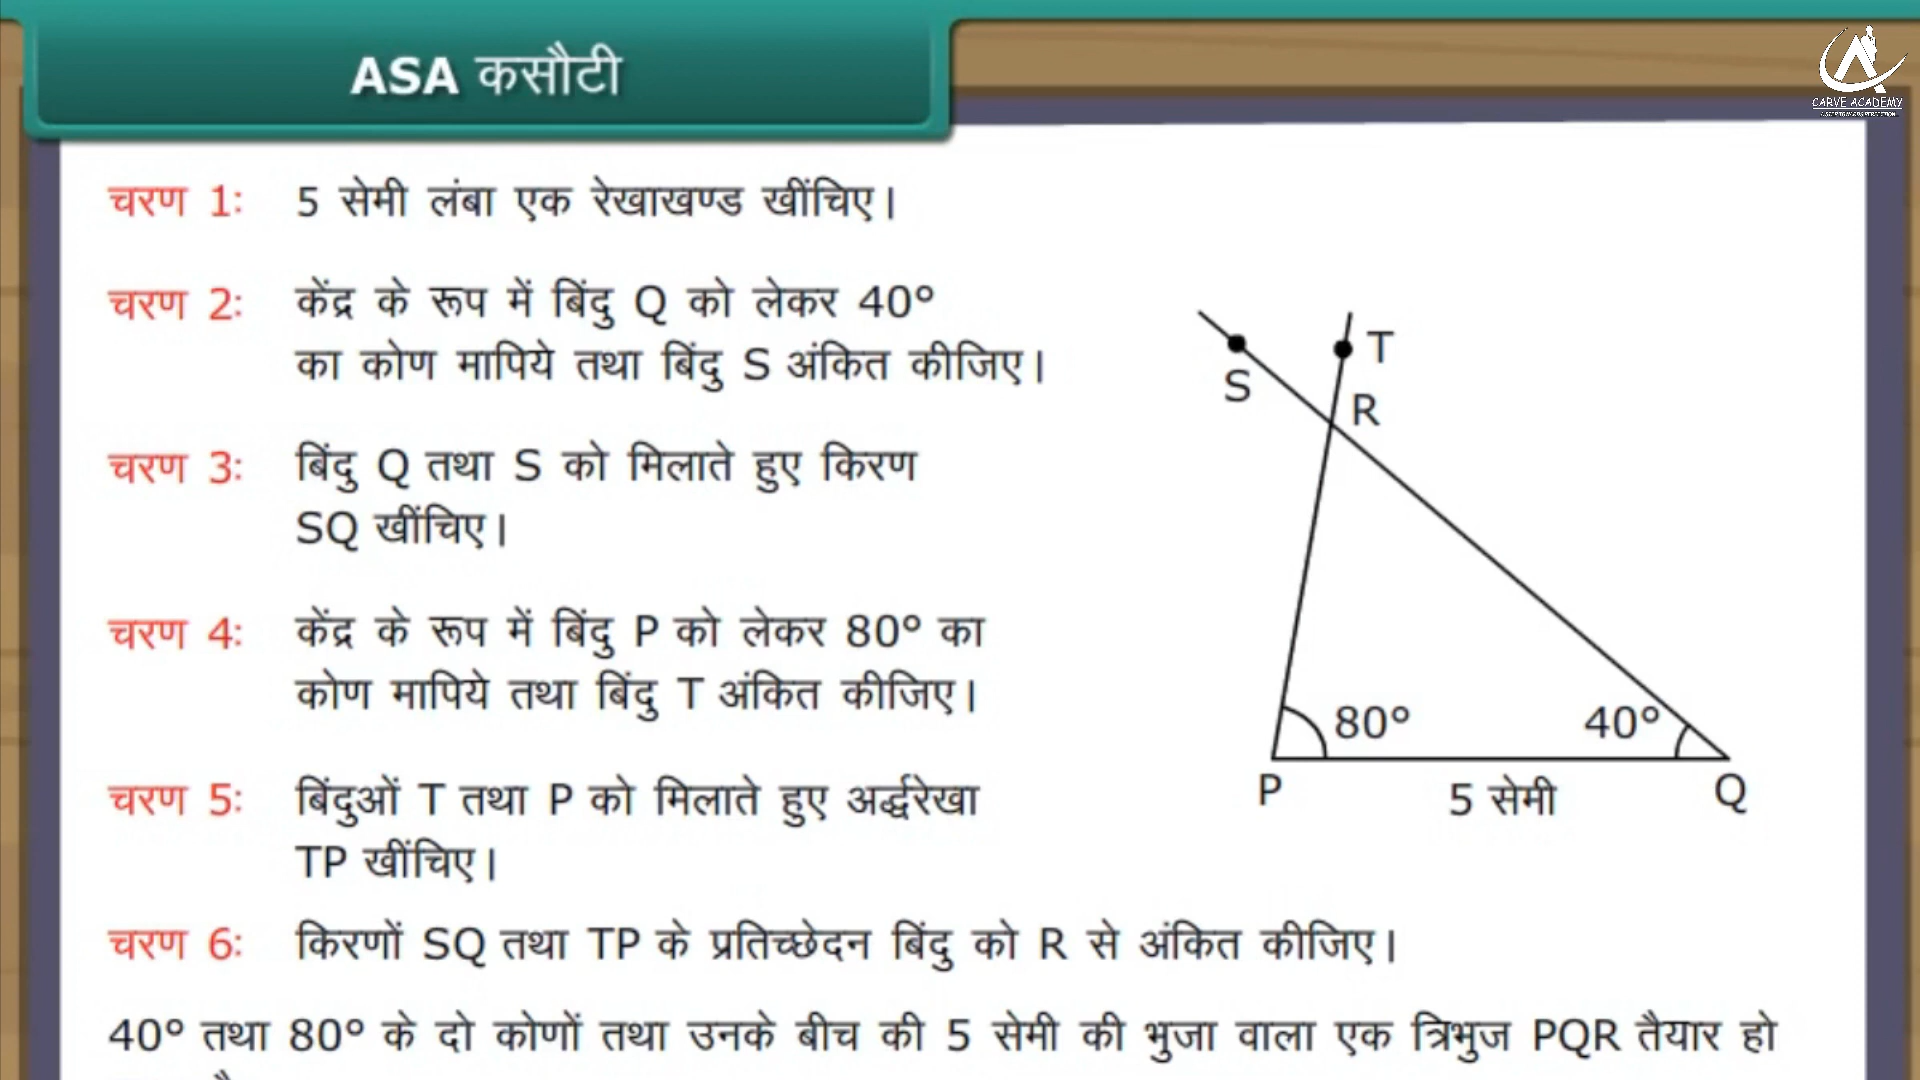 ASA कसौटी
CARVE ACADEMY
चरण 1: 5 सेमी लंबा एक रेखाखण्ड खींचिए।
चरण 2: केंद्र के रूप में बिंदु Q को लेकर 40°
का कोण मापिये तथा बिंदु S अंकित कीजिए।
चरण 3: बिंदु Q तथा S को मिलाते हुए किरण
SQ खींचिए।
चरण 4: केंद्र के रूप में बिंदु P को लेकर 80° का
कोण मापिये तथा बिंदु T अंकित कीजिए।
चरण 5: बिंदुओं T तथा P को मिलाते हुए अर्द्धरेखा
TP खींचिए।
चरण 6: किरणों SQ तथा TP के प्रतिच्छेदन बिंदु को R से अंकित कीजिए।
40° तथा 80° के दो कोणों तथा उनके बीच की 5 सेमी की भुजा वाला एक त्रिभुज PQR तैयार हो
T
S
R
80°
40°
P
5 सेमी
Q